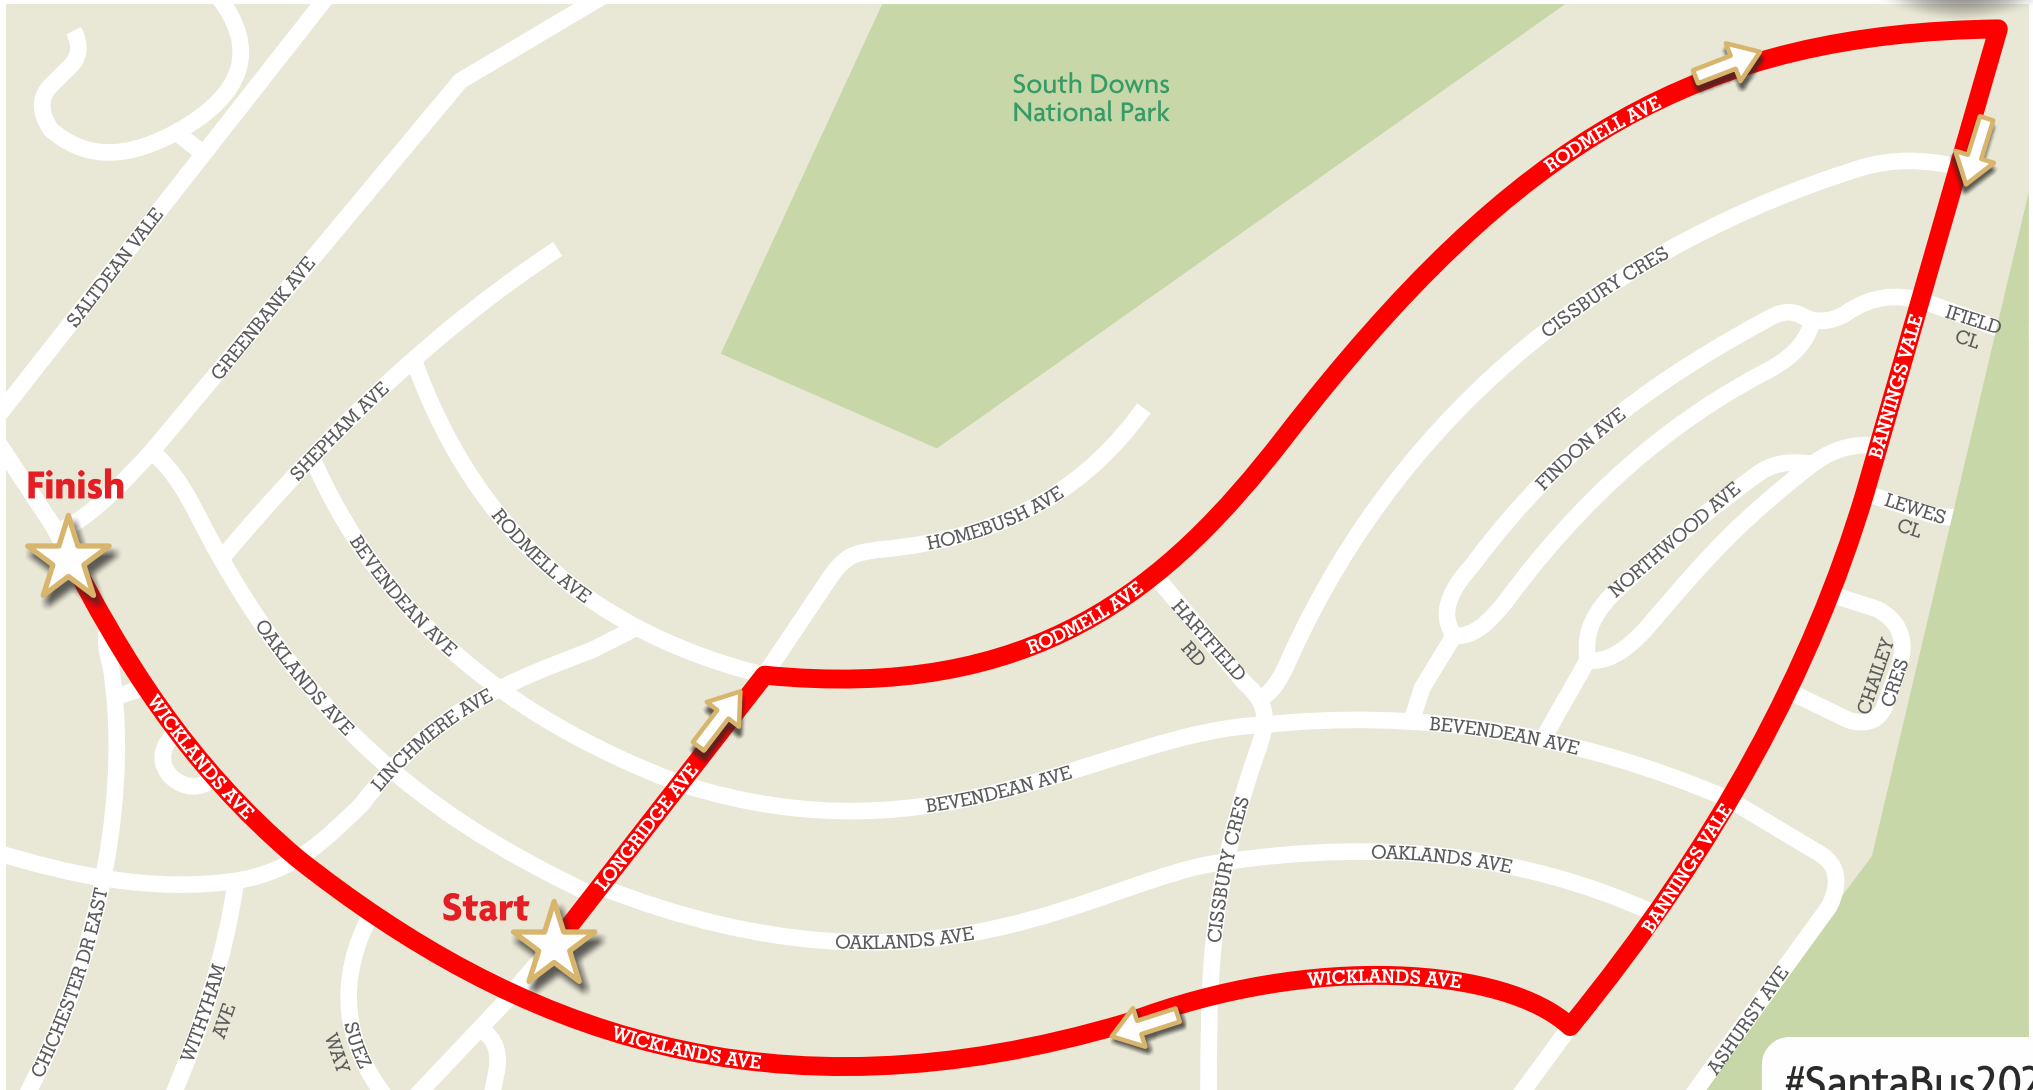 South Downs
National Park
RODMELL AVE
SALTDEAN VALE
GREENBANK AVE
CISSBURY CRES
IFIELD
CL
BANNINGS VALE
SHEPHAM AVE
FINDON AVE
Finish
HOMEBUSH AVE
NORTHWOOD AVE
LEWES
CL
RODMELL AVE
BEVENDEAN AVE
RODMELL AVE
HARTFIELD
RD
OAKLANDS AVE
CHAILEY
CRES
LINCHMERE AVE
WICKLANDS AVE
BEVENDEAN AVE
BEVENDEAN AVE
LONGRIDGE AVE
CISSBURY CRES
OAKLANDS AVE
BANNINGS VALE
Start
OAKLANDS AVE
CHICHESTER DR EAST
WITHYHAM
AVE
SUEZ
WAY
WICKLANDS AVE
WICKLANDS AVE
ASHURST AVE
#SantaBus202